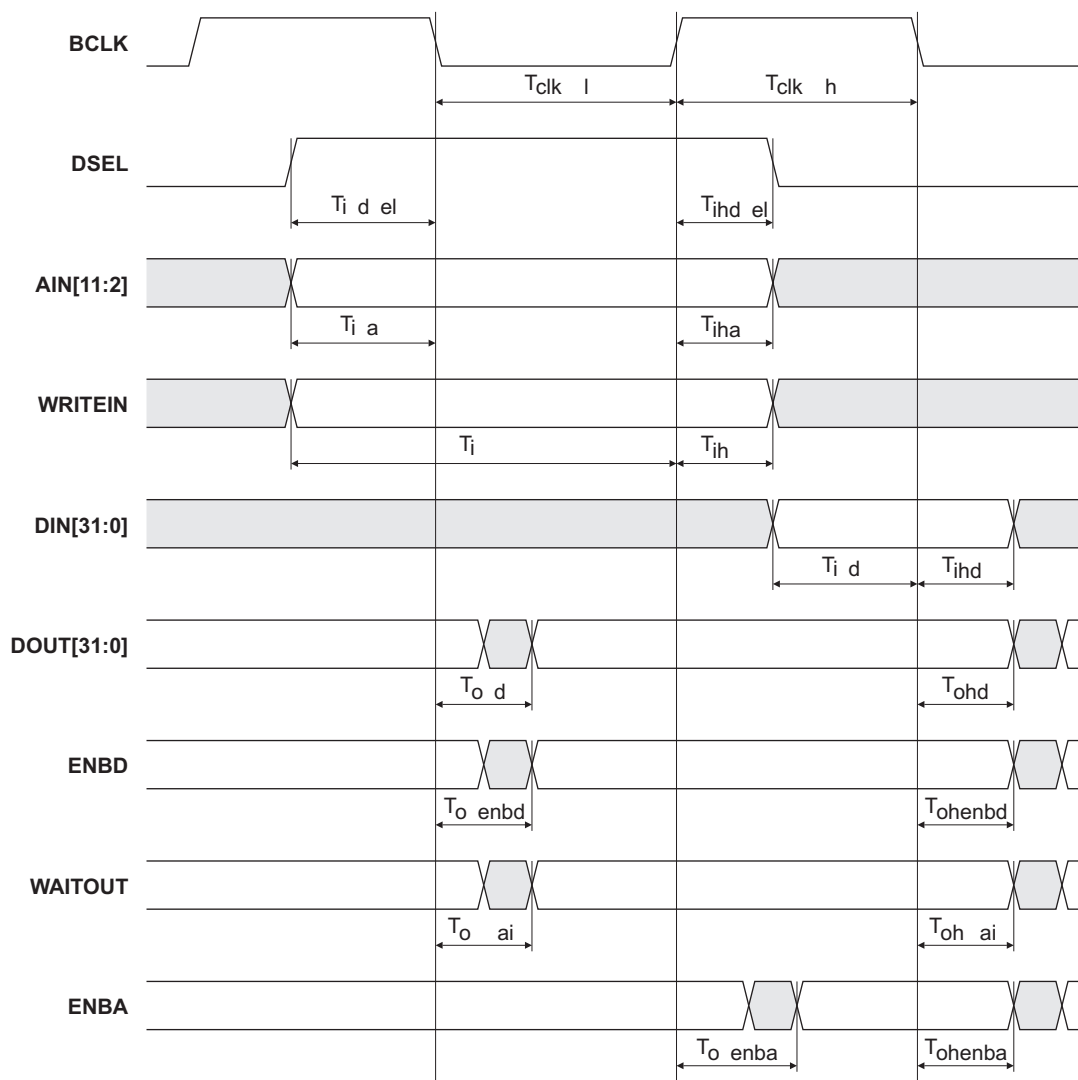 BCLK
Tclk l
Tclk h
DSEL
Ti d el
Tihd el
AIN[11:2]
Ti a
Tiha
WRITEIN
Ti
Tih
DIN[31:0]
Ti d
Tihd
DOUT[31:0]
To d
Tohd
ENBD
To enbd
Tohenbd
WAITOUT
To ai
Toh ai
ENBA
To enba
Tohenba